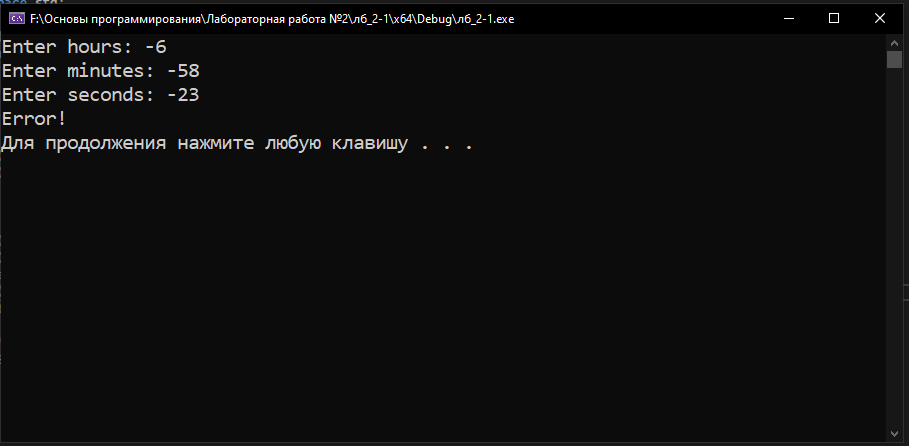 F:\Основы программирования\Лабораторная работа №2\лб_2-1\x64\Debug\лб_2-1.exe
Enter hours: -6
Enter minutes: -58
Enter seconds: -23
Error!
Для продолжения нажмите любую клавишу . . .